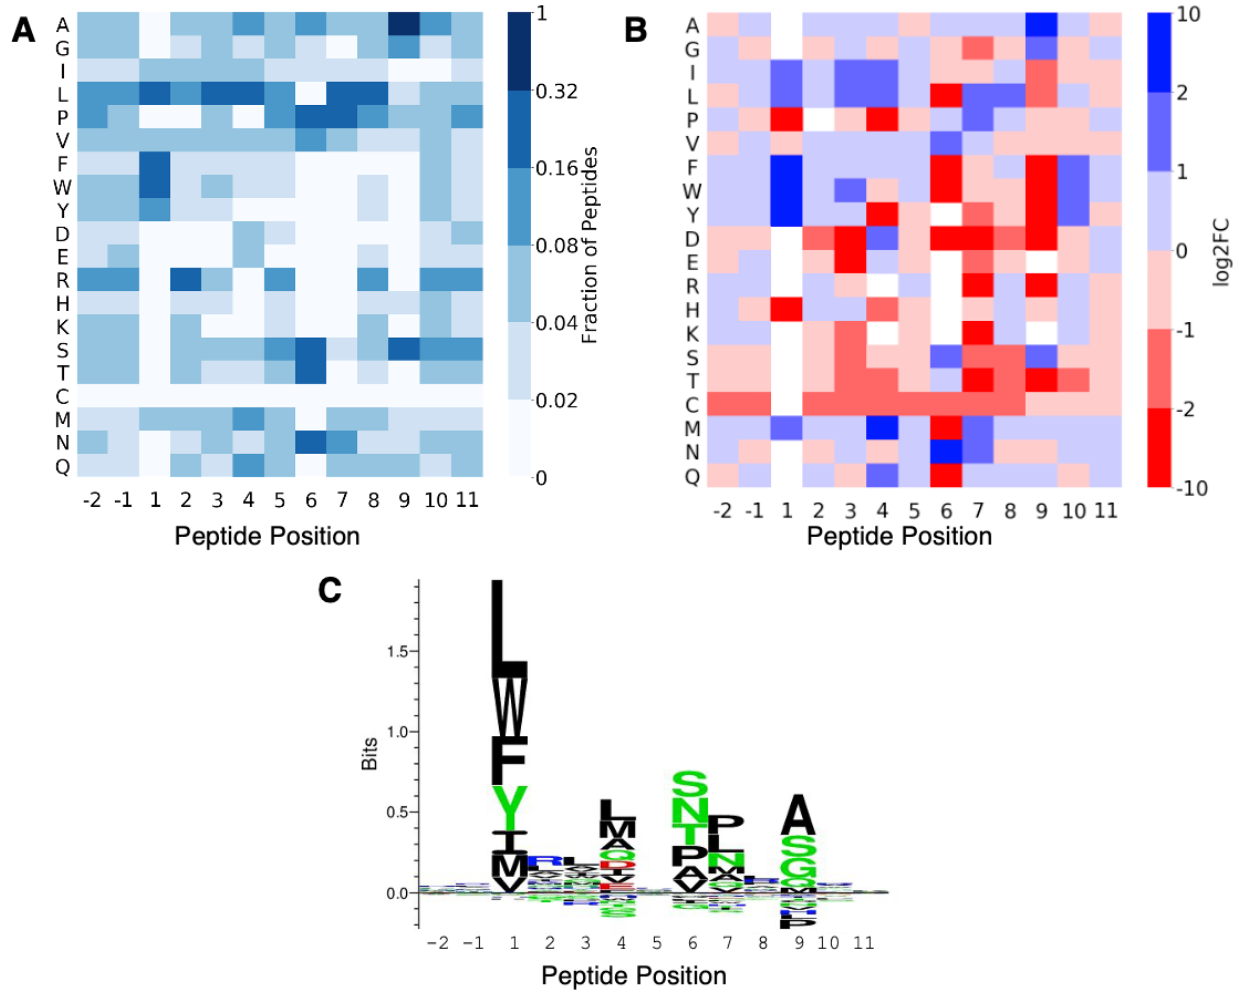 A
A
G
I
L
P
V
F
W
Y
D
E
R
H
K
S
T
C
M
N
Q
-2 -1 1 2 3 4 5 6 7 8 9 10 11
Peptide Position
1
0.32
0.16
0.08
0.04
0.02
0
Fraction of Peptides
B
A
G
I
L
P
V
F
W
Y
D
E
R
H
K
S
T
C
M
N
Q
-2 -1 1 2 3 4 5 6 7 8 9 10 11
Peptide Position
10
2
1
0
-1
-2
-10
log2FC
C
Bits
1.5
1.0
0.5
0.0
L
W
F
Y
I
M
V
R
L
L
M
A
Q
D
S
N
T
P
A
V
P
L
N
A
S
G
P
-2 -1 1 2 3 4 5 6 7 8 9 10 11
Peptide Position